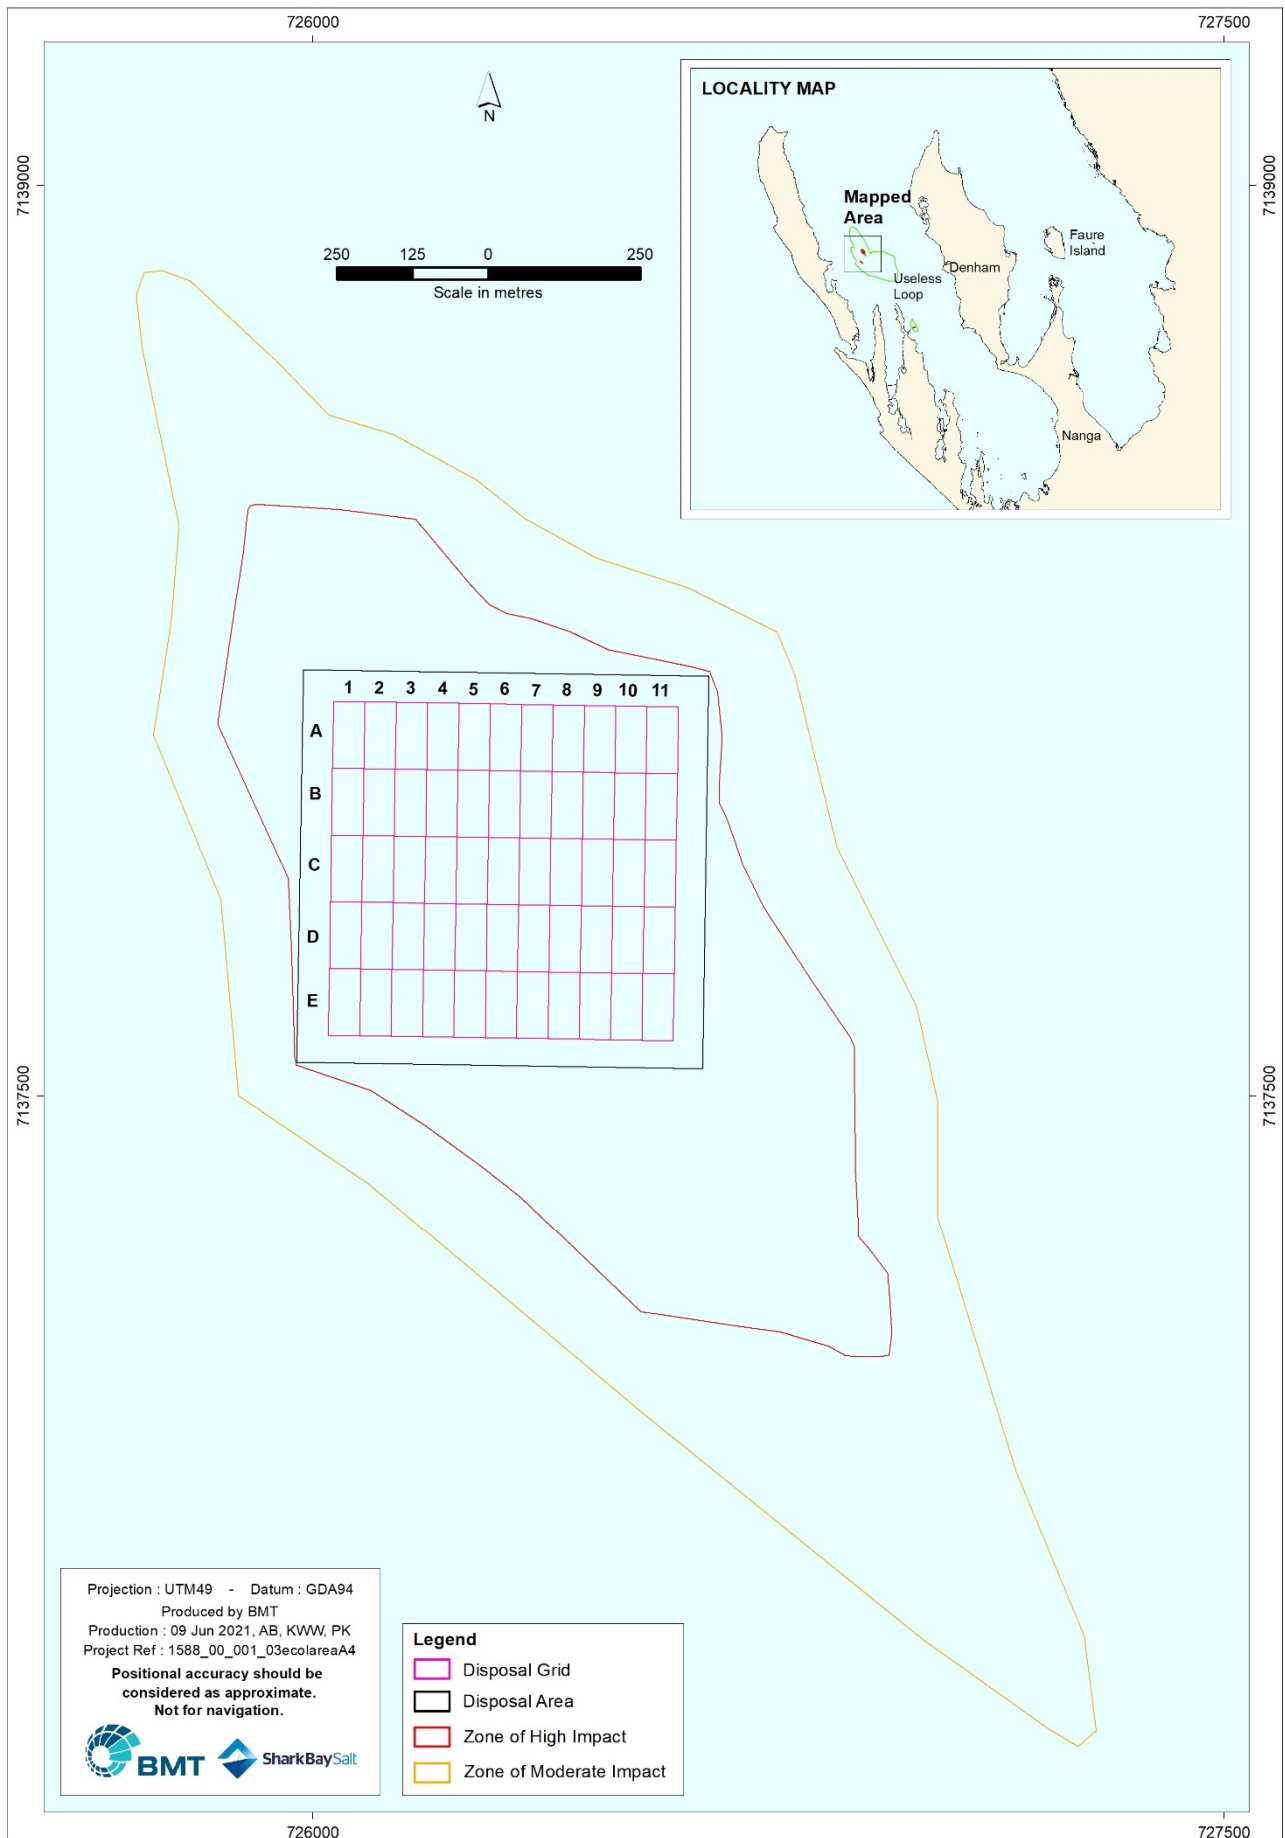 726000
727500
N
LOCALITY MAP
7139000
7139000
Mapped
Area
Faure
Island
Denham
Useless
Loop
Nanga
250
125
0
250
Scale in metres
1 2 3 4 5 6 7 8 9 10 11
A
B
C
D
E
7137500
7137500
Projection : UTM49 - Datum : GDA94
Produced by BMT
Production : 09 Jun 2021, AB, KWW, PK
Project Ref : 1588_00_001_03ecolareaA4
Positional accuracy should be
considered as approximate.
Not for navigation.
BMT
SharkBaySalt
Legend
Disposal Grid
Disposal Area
Zone of High Impact
Zone of Moderate Impact
726000
727500